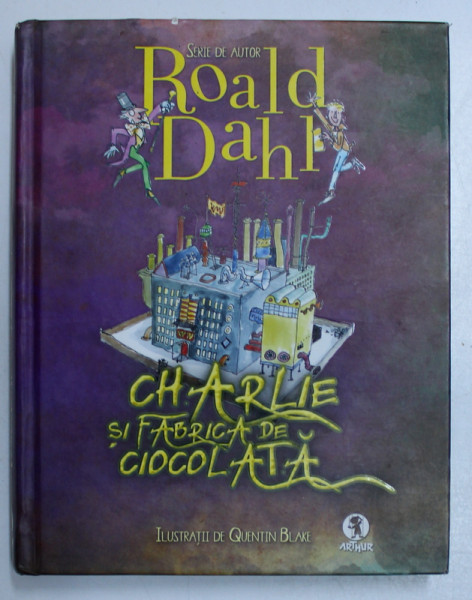 SERIE DE AUTOR
Roald
Dahl
CHARLIE
ȘI FABRICA DE
CIOCOLATĂ
ILUSTRAȚII DE QUENTIN BLAKE
ARTHUR